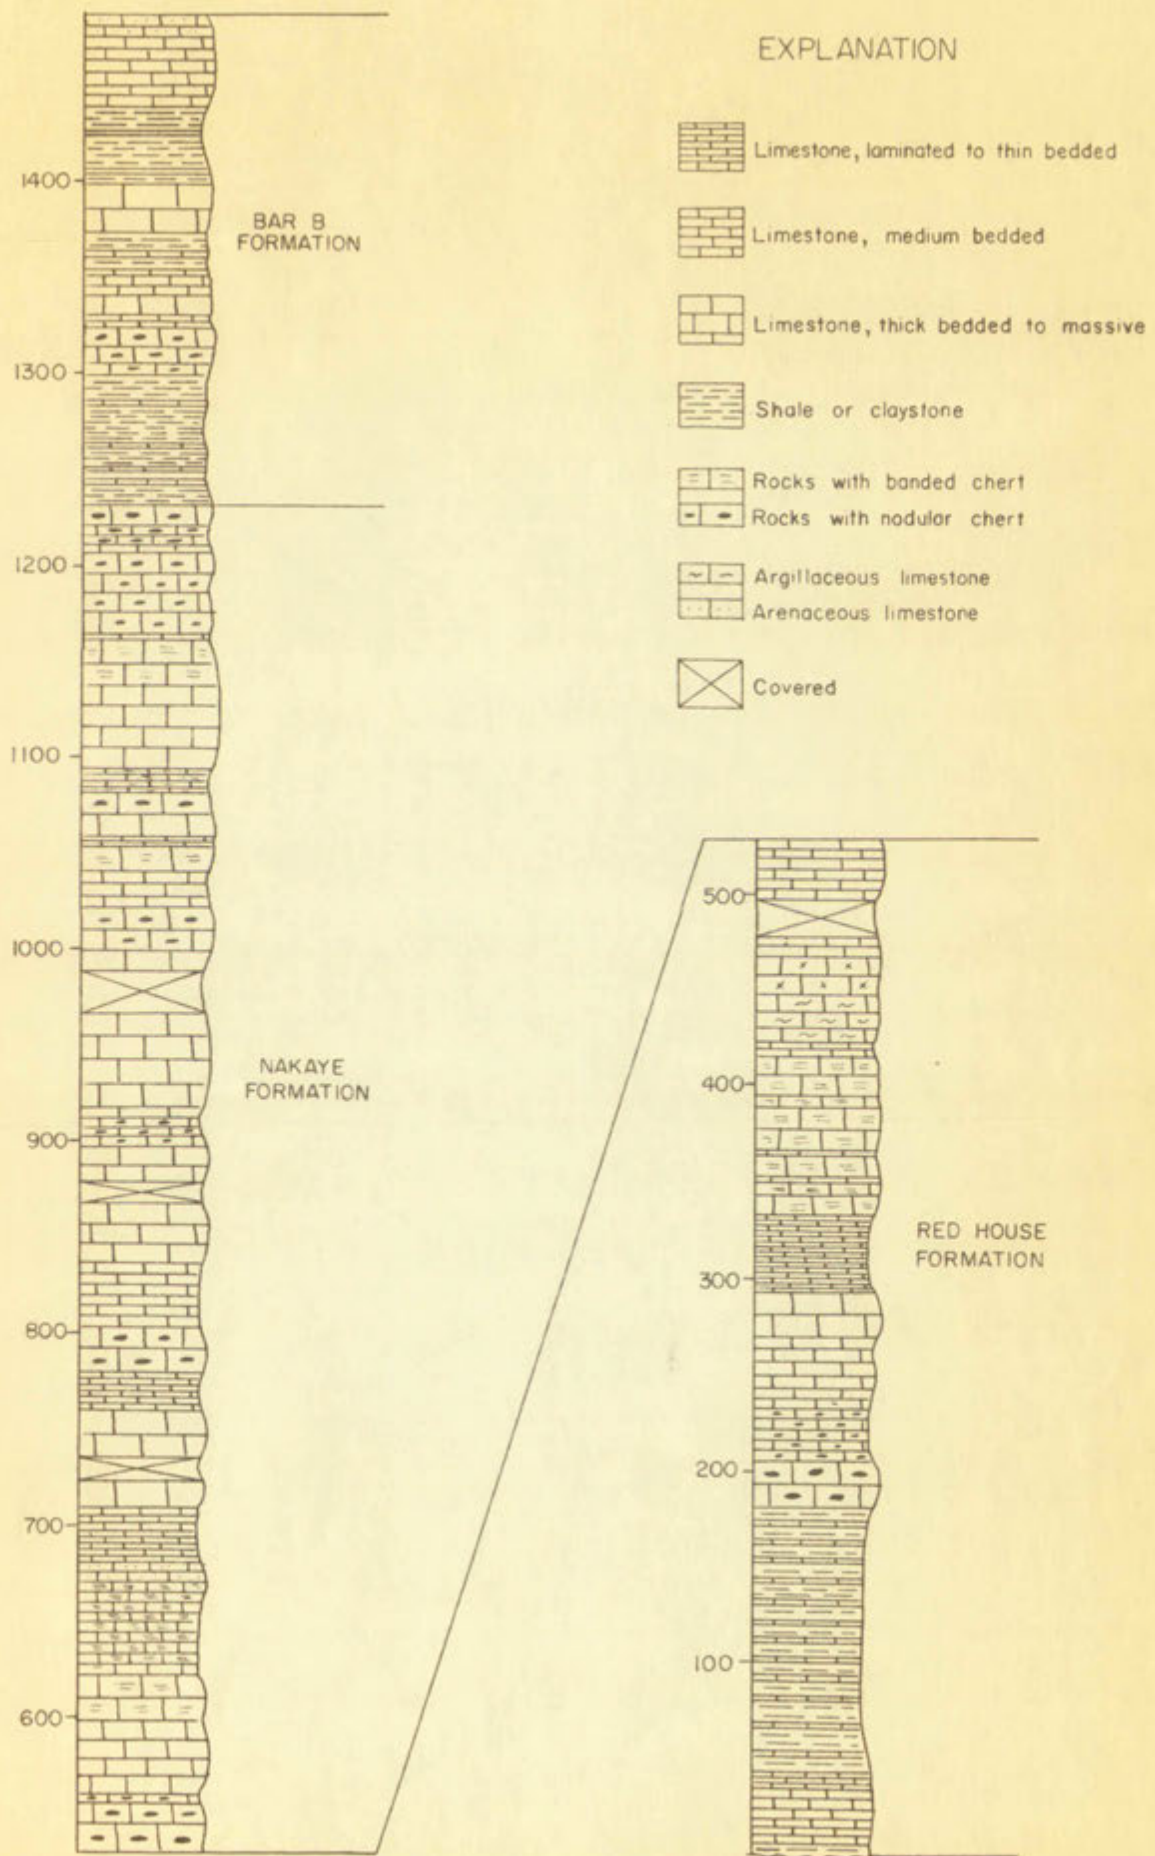 EXPLANATION
Limestone, laminated to thin bedded
Limestone, medium bedded
Limestone, thick bedded to massive
Shale or claystone
Rocks with banded chert
Rocks with nodular chert
Argillaceous limestone
Arenaceous limestone
Covered
1400
BAR B
FORMATION
1300
1200
1100
1000
NAKAYE
FORMATION
900
800
700
600
500
400
RED HOUSE
FORMATION
300
200
100